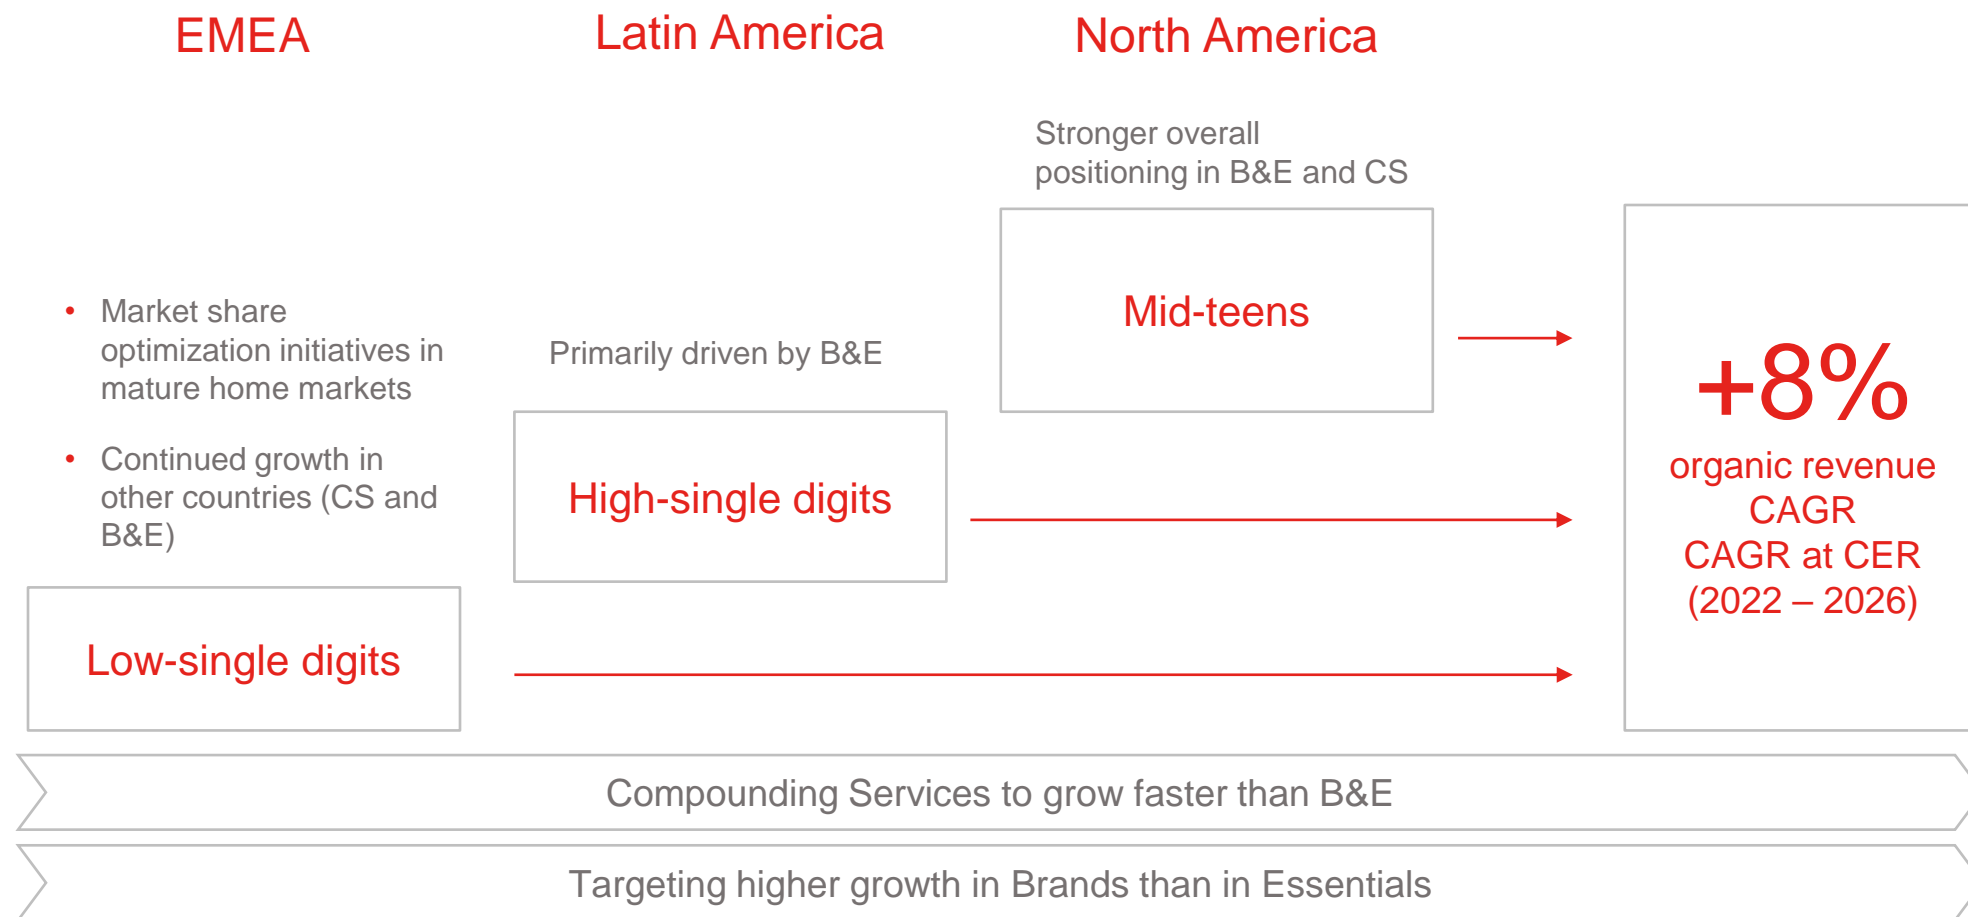 EMEA
Latin America
North America
Stronger overall
positioning in B&E and CS
• Market share
optimization initiatives in
mature home markets
• Continued growth in
other countries (CS and
B&E)
Primarily driven by B&E
Mid-teens
High-single digits
Low-single digits
+8%
organic revenue
CAGR
CAGR at CER
(2022 – 2026)
Compounding Services to grow faster than B&E
Targeting higher growth in Brands than in Essentials